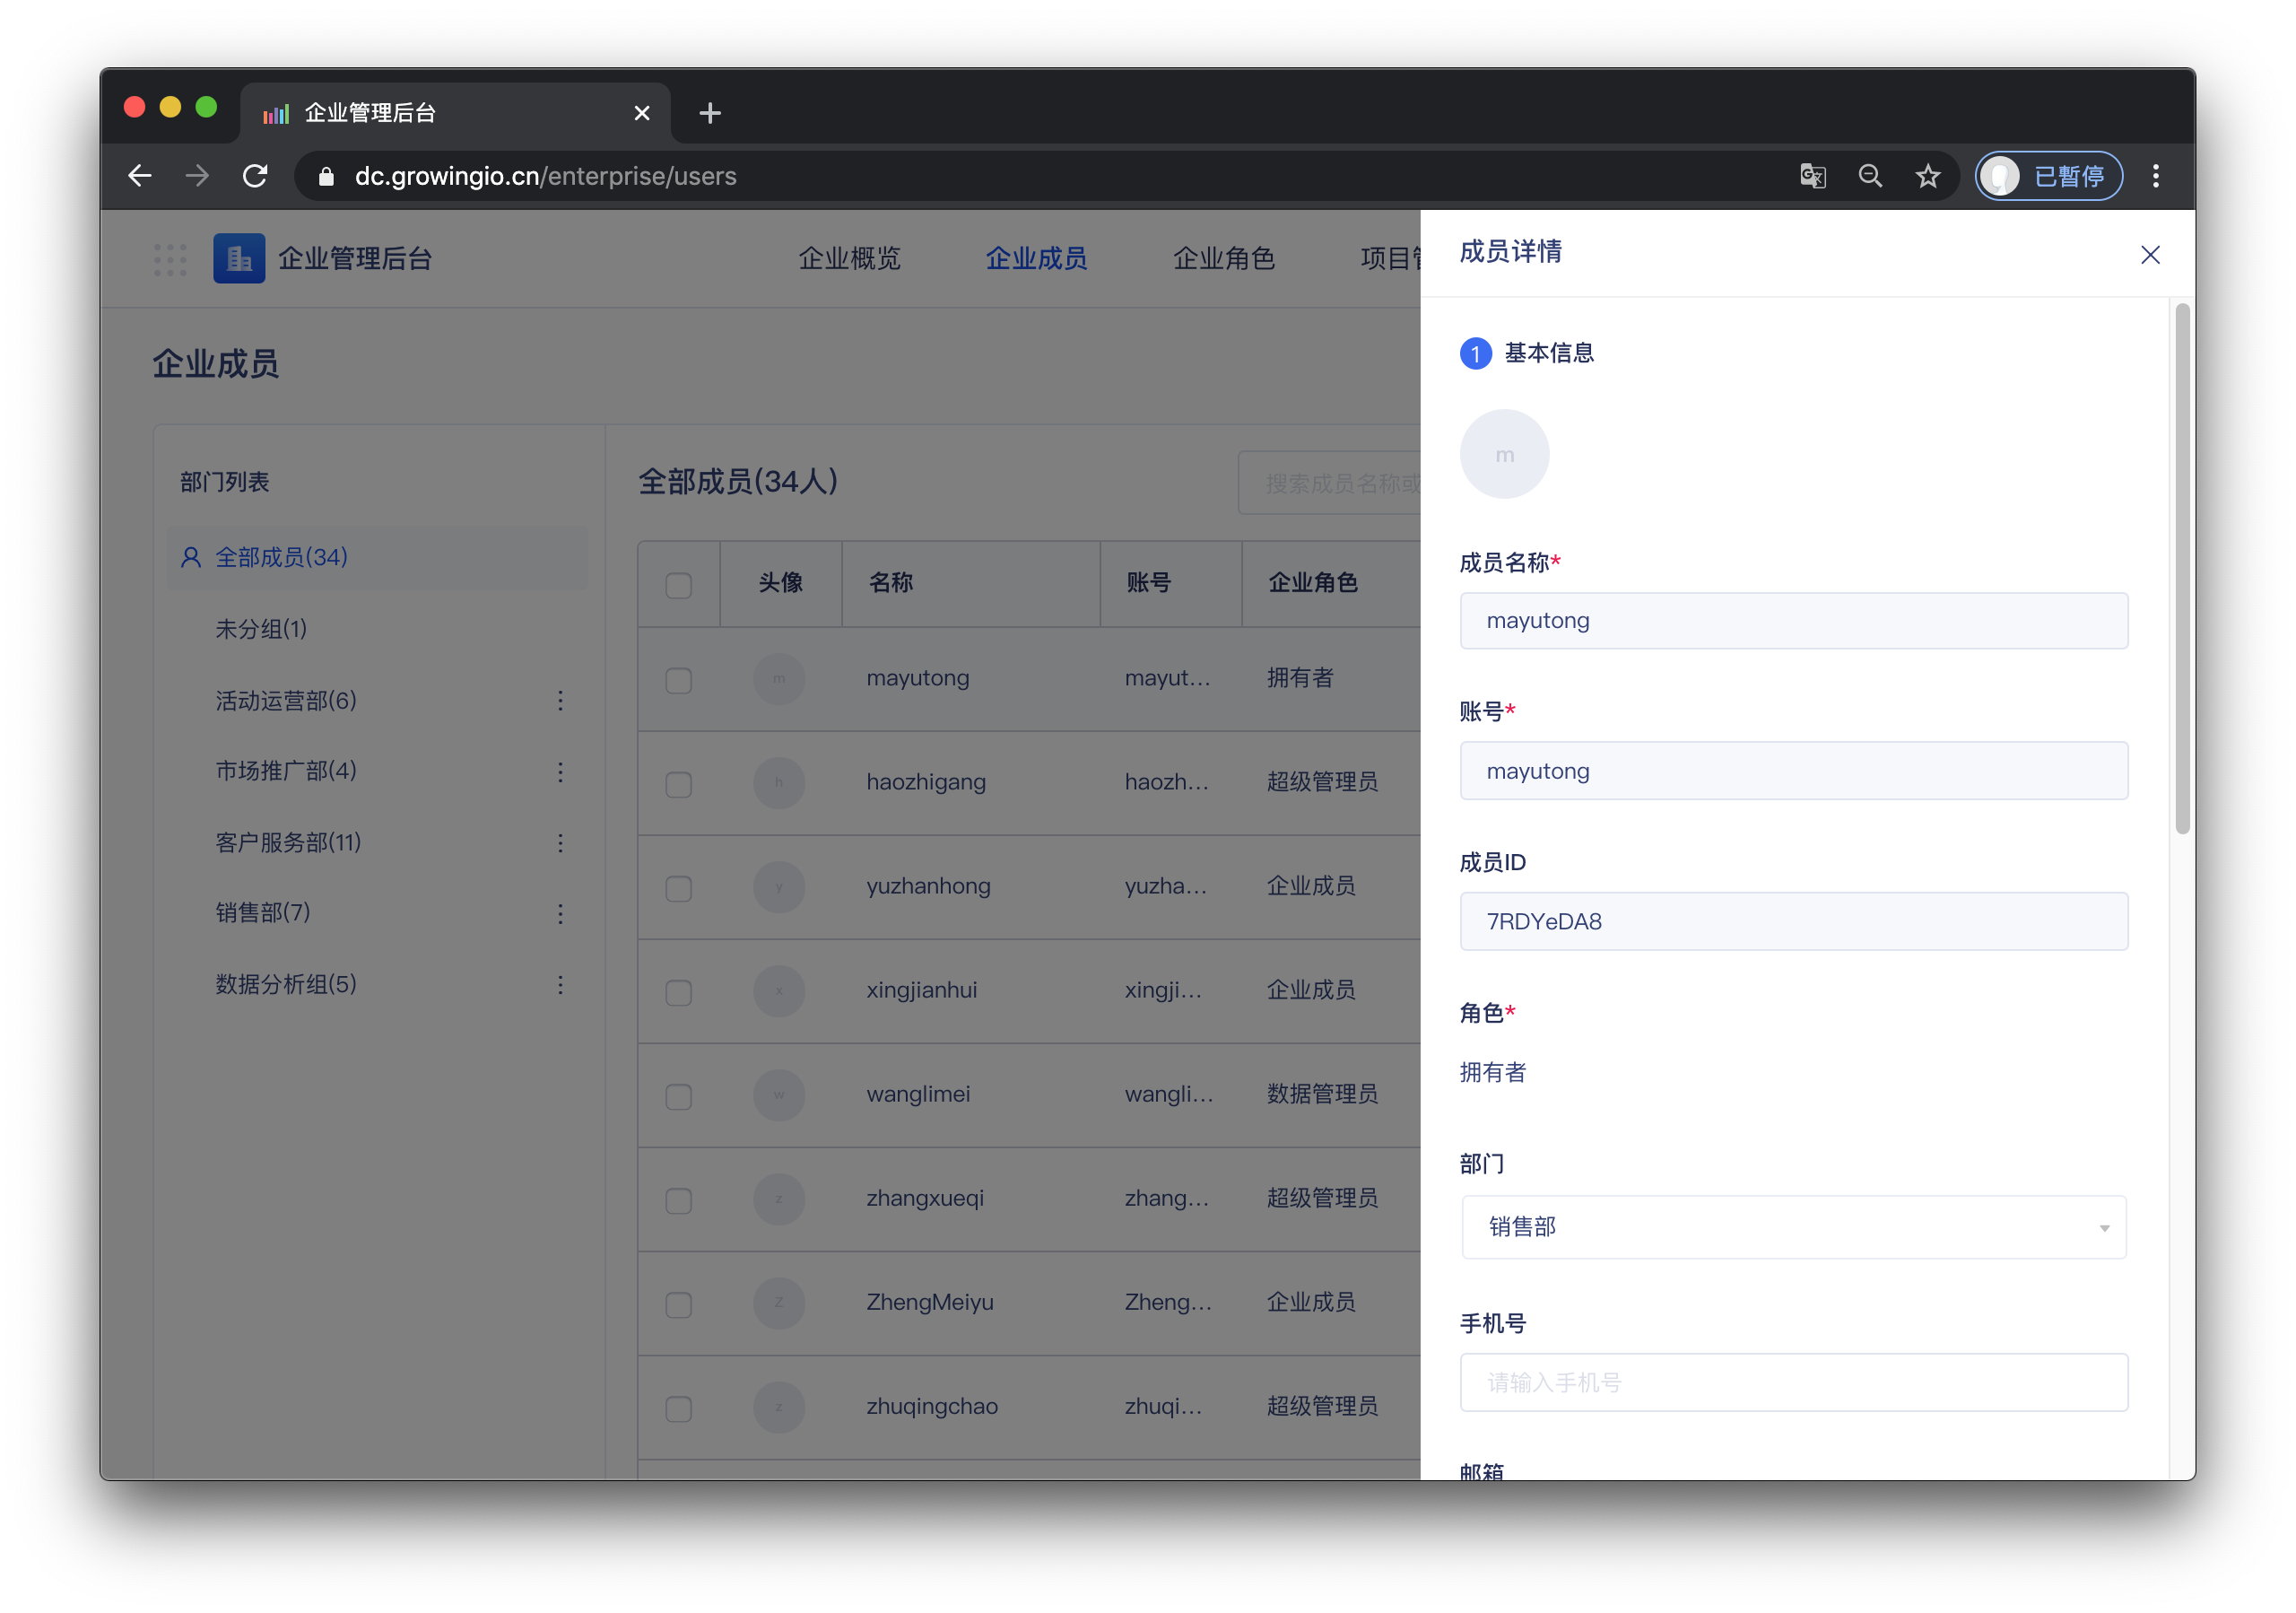 企业管理后台
dc.growingio.cn/enterprise/users
已暂停
企业管理后台
企业概览
企业成员
企业角色
项目管
企业成员
部门列表
全部成员(34)
未分组(1)
活动运营部(6)
市场推广部(4)
客户服务部(11)
销售部(7)
数据分析组(5)
全部成员(34人)
搜索成员名称或
头像 名称 账号 企业角色
m mayutong mayut... 拥有者
h haozhigang haozh... 超级管理员
y yuzhanhong yuzha... 企业成员
x xingjianhui xingji... 企业成员
w wanglimei wangli... 数据管理员
z zhangxueqi zhang... 超级管理员
Z ZhengMeiyu Zheng... 企业成员
z zhuqingchao zhuqi... 超级管理员
成员详情
1 基本信息
m
成员名称*
mayutong
账号*
mayutong
成员ID
7RDYeDA8
角色*
拥有者
部门
销售部
手机号
请输入手机号
邮箱